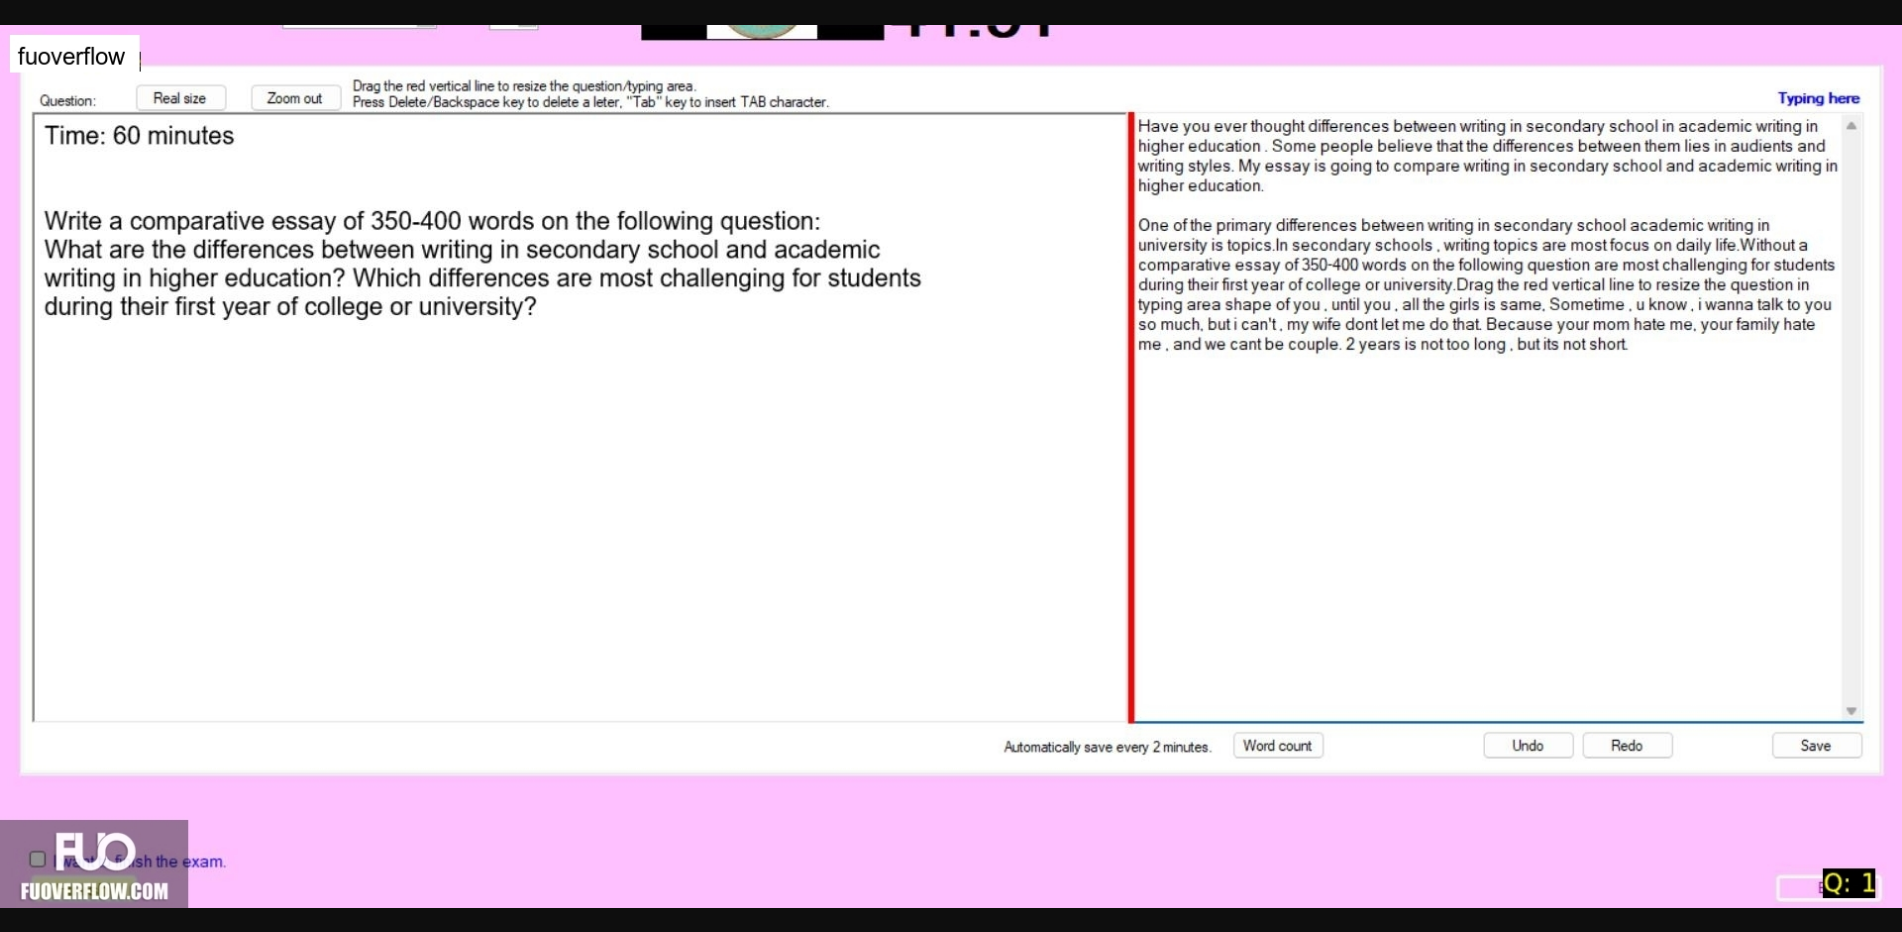 fuoverflow
Question:
Real size
Zoom out
Drag the red vertical line to resize the question/typing area.
Press Delete/Backspace key to delete a leter, "Tab" key to insert TAB character.
Typing here
Time: 60 minutes
Write a comparative essay of 350-400 words on the following question:
What are the differences between writing in secondary school and academic
writing in higher education? Which differences are most challenging for students
during their first year of college or university?
Have you ever thought differences between writing in secondary school in academic writing in
higher education . Some people believe that the differences between them lies in audients and
writing styles. My essay is going to compare writing in secondary school and academic writing in
higher education.
One of the primary differences between writing in secondary school academic writing in
university is topics.In secondary schools , writing topics are most focus on daily life.Without a
comparative essay of 350-400 words on the following question are most challenging for students
during their first year of college or university.Drag the red vertical line to resize the question in
typing area shape of you , until you , all the girls is same, Sometime , u know , i wanna talk to you
so much, but i can't , my wife dont let me do that. Because your mom hate me, your family hate
me , and we cant be couple. 2 years is not too long , but its not short.
Automatically save every 2 minutes.
Word count
Undo
Redo
Save
FUO
sh the exam.
FUOVERFLOW.COM
Q: 1